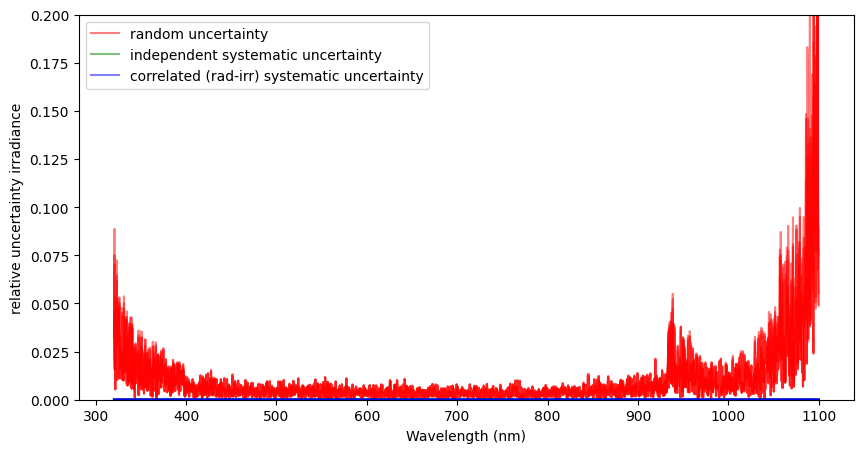 random uncertainty
independent systematic uncertainty
correlated (rad-irr) systematic uncertainty
relative uncertainty irradiance
0.200
0.175
0.150
0.125
0.100
0.075
0.050
0.025
0.000
300 400 500 600 700 800 900 1000 1100
Wavelength (nm)